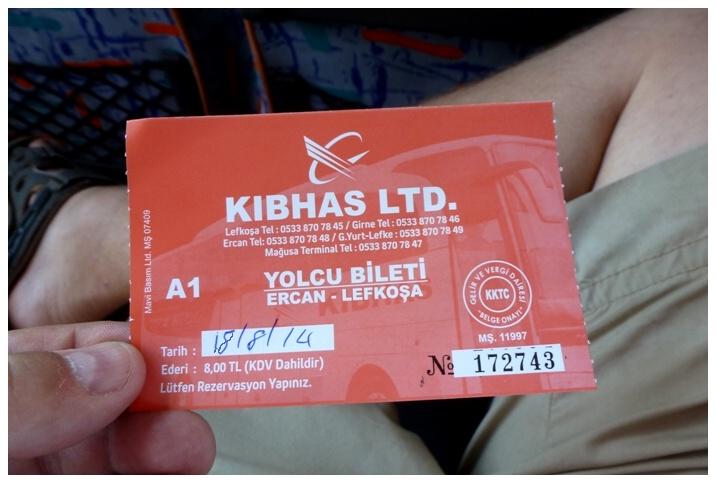 KIBHAS LTD.
Lefkoşa Tel : 0533 870 78 45 / Girne Tel : 0533 870 78 46
Ercan Tel: 0533 870 78 48 / G.Yurt-Lefke : 0533 870 78 49
Mağusa Terminal Tel : 0533 870 78 47
Mavi Basım Ltd. MŞ 07409
A1
YOLCU BİLETİ
ERCAN - LEFKOŞA
KIBHAS
GELİR VE VERGİ DAİRESİ
KKTC
"BELGE ONAYI"
MŞ. 11997
Tarih : 18/8/14
Ederi : 8,00 TL (KDV Dahildir)
Lütfen Rezervasyon Yapınız.
No 172743